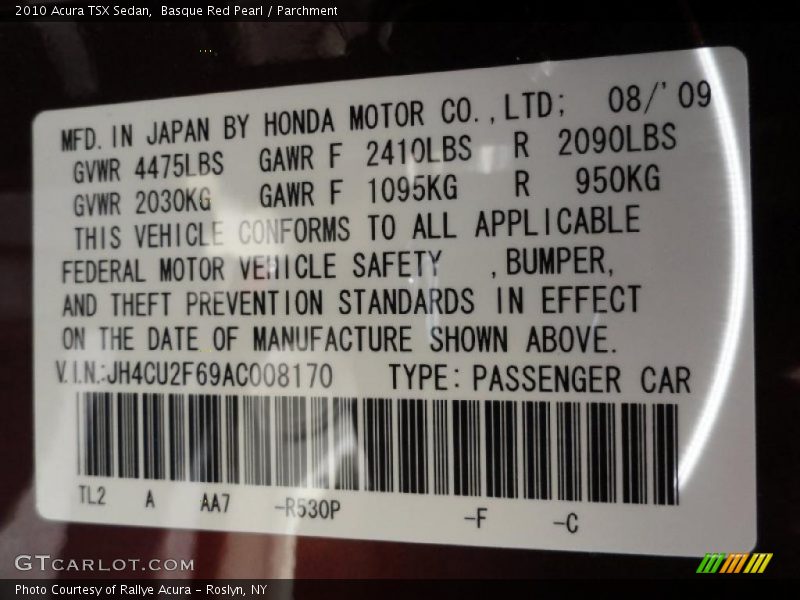 2010 Acura TSX Sedan,  Basque Red Pearl / Parchment
MFD. IN JAPAN BY HONDA MOTOR CO.,LTD; 08/'09
GVWR 4475LBS GAWR F 2410LBS R 2090LBS
GVWR 2030KG GAWR F 1095KG R 950KG
THIS VEHICLE CONFORMS TO ALL APPLICABLE
FEDERAL MOTOR VEHICLE SAFETY ,BUMPER,
AND THEFT PREVENTION STANDARDS IN EFFECT
ON THE DATE OF MANUFACTURE SHOWN ABOVE.
V.I.N.:JH4CU2F69AC008170 TYPE: PASSENGER CAR
TL2 A AA7 -R530P -F -C
GTCARLOT.COM
Photo Courtesy of Rallye Acura - Roslyn, NY